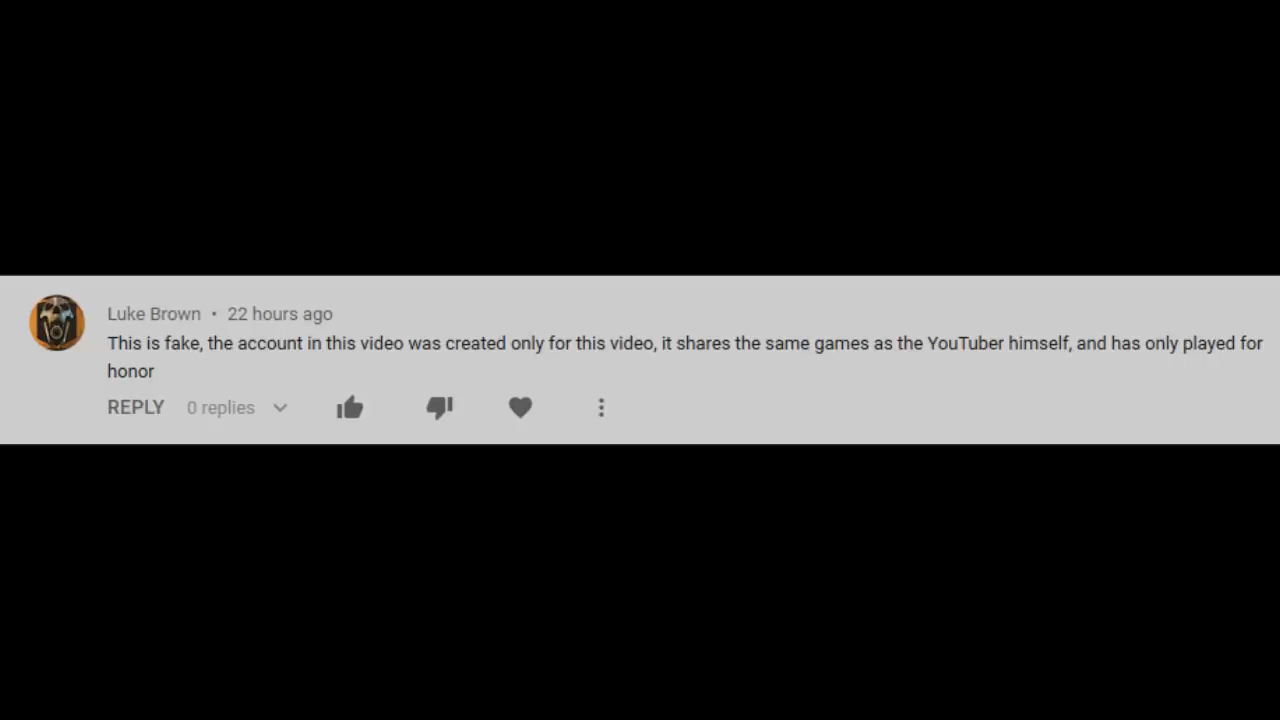 Luke Brown • 22 hours ago
This is fake, the account in this video was created only for this video, it shares the same games as the YouTuber himself, and has only played for
honor
REPLY 0 replies